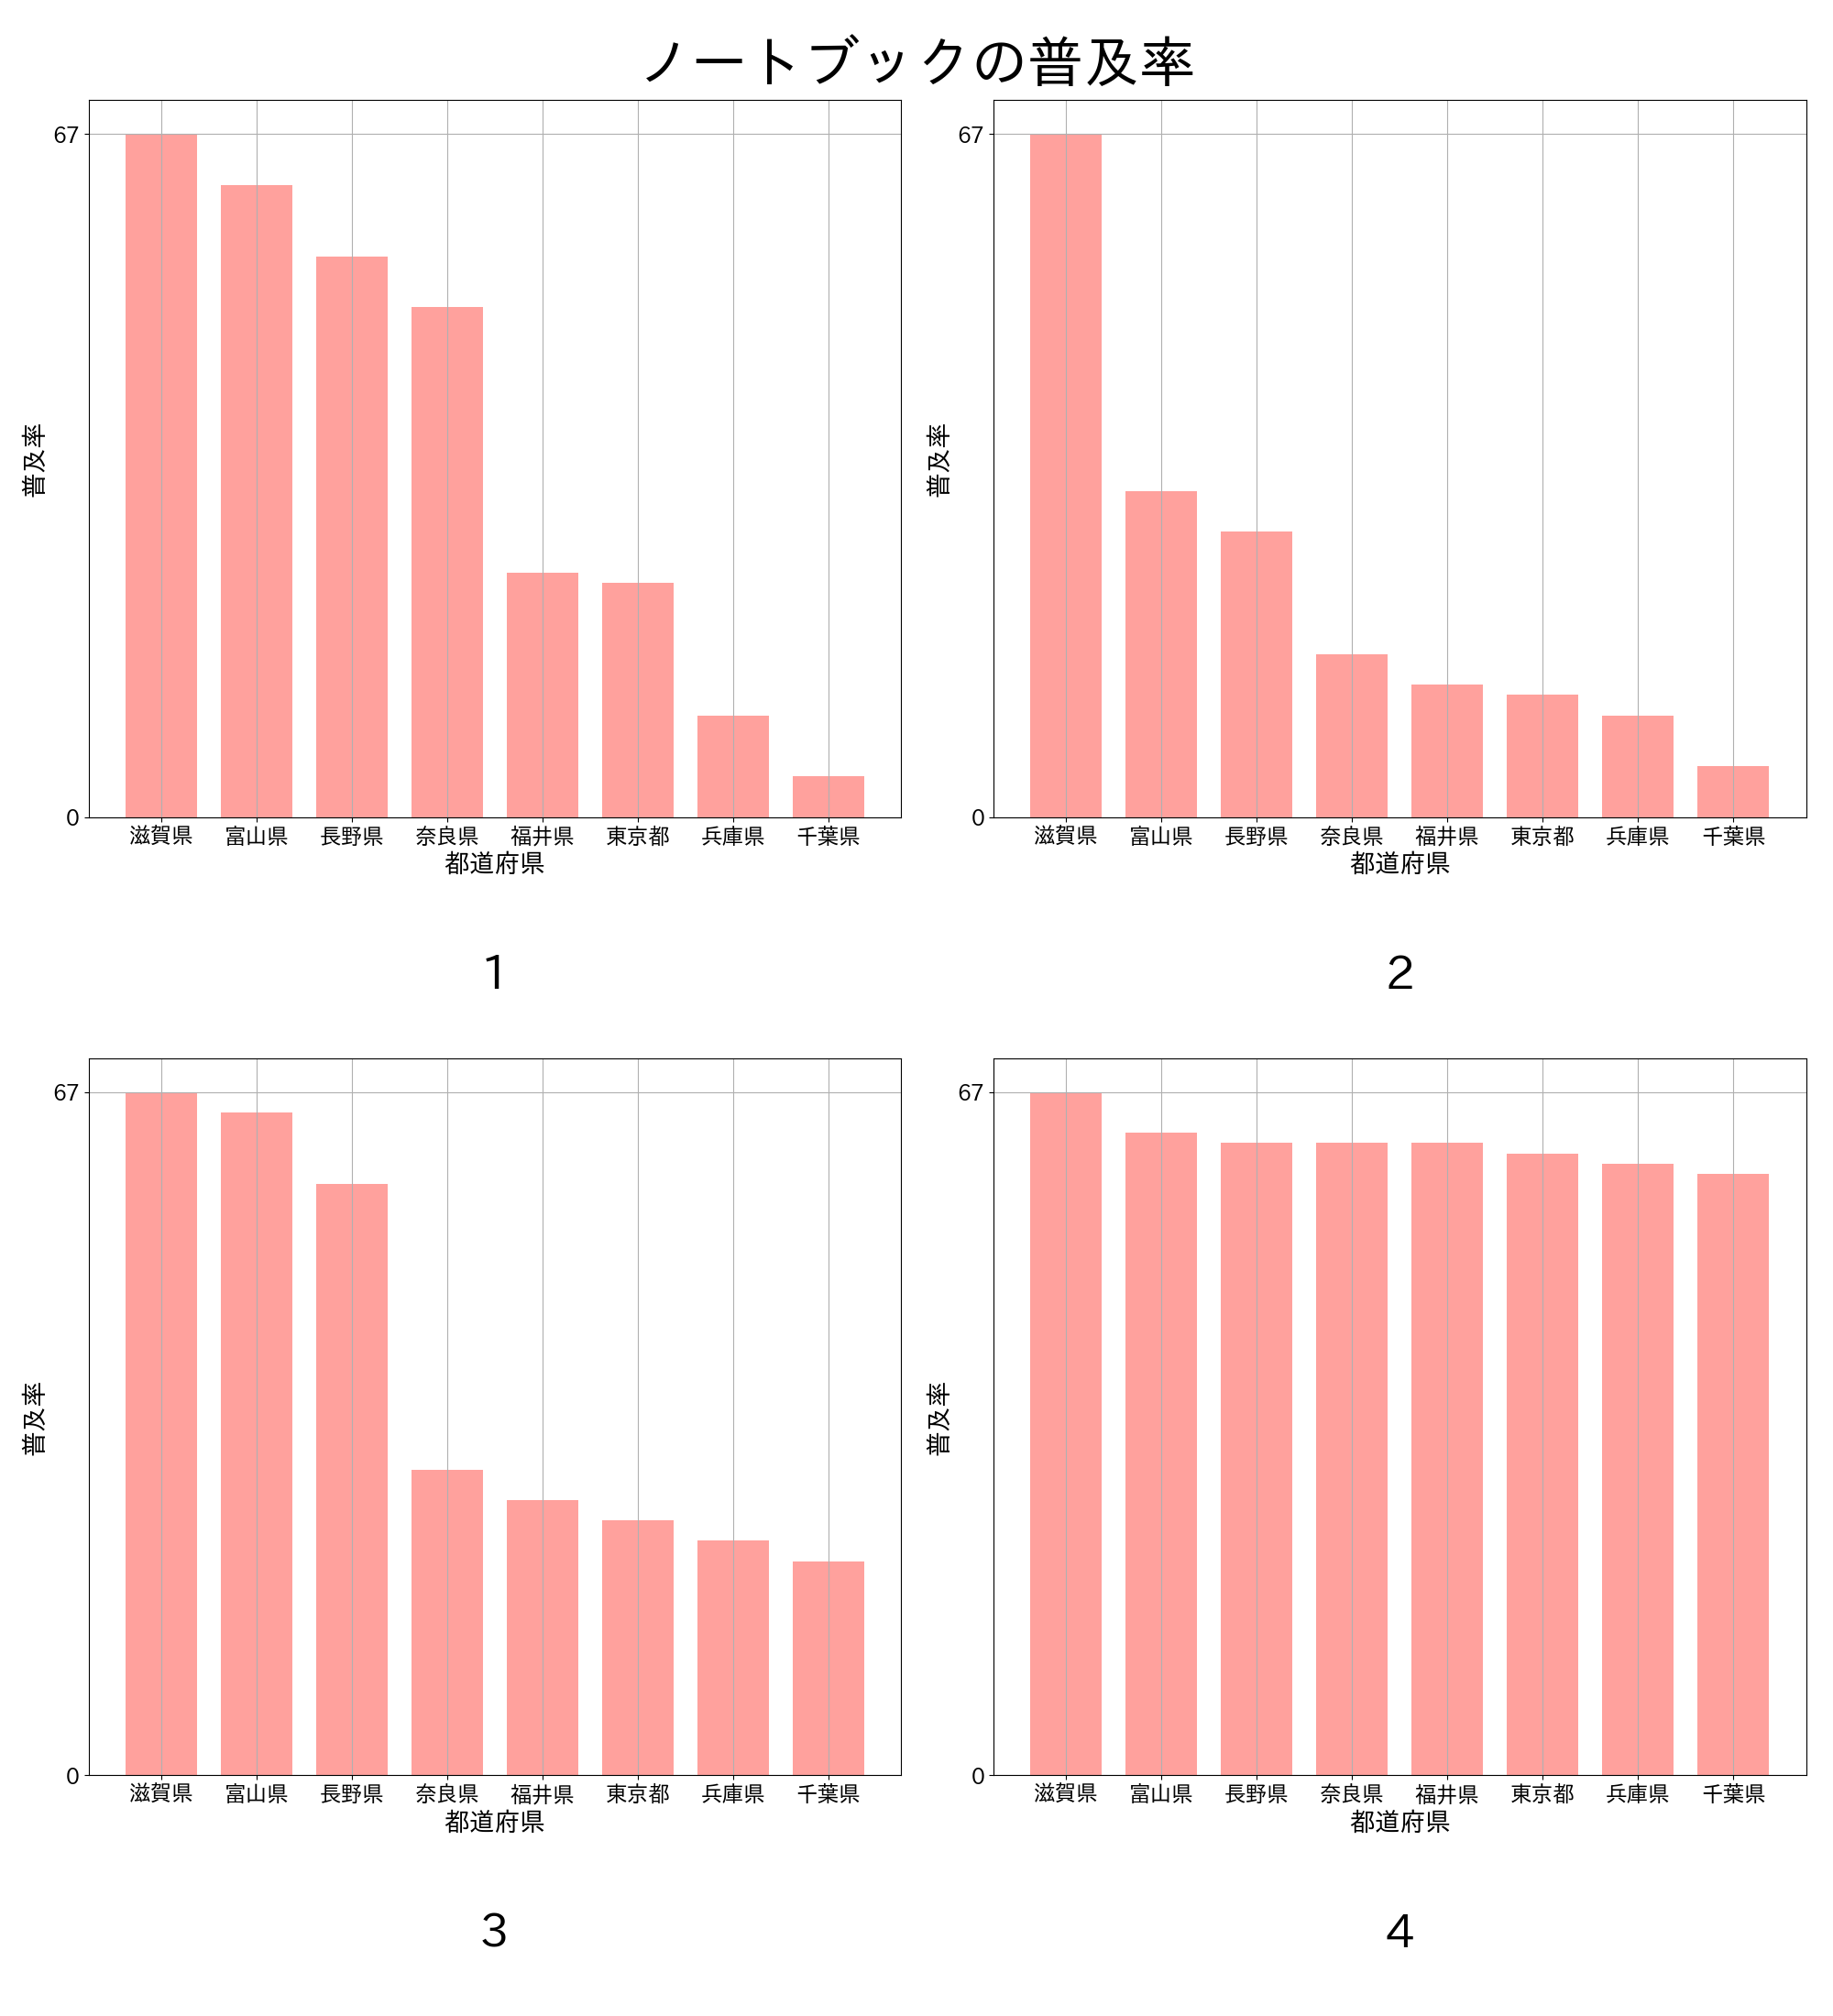 ノートブックの普及率
67
0
普及率
滋賀県 富山県 長野県 奈良県 福井県 東京都 兵庫県 千葉県
都道府県
1
67
0
普及率
滋賀県 富山県 長野県 奈良県 福井県 東京都 兵庫県 千葉県
都道府県
2
67
0
普及率
滋賀県 富山県 長野県 奈良県 福井県 東京都 兵庫県 千葉県
都道府県
3
67
0
普及率
滋賀県 富山県 長野県 奈良県 福井県 東京都 兵庫県 千葉県
都道府県
4